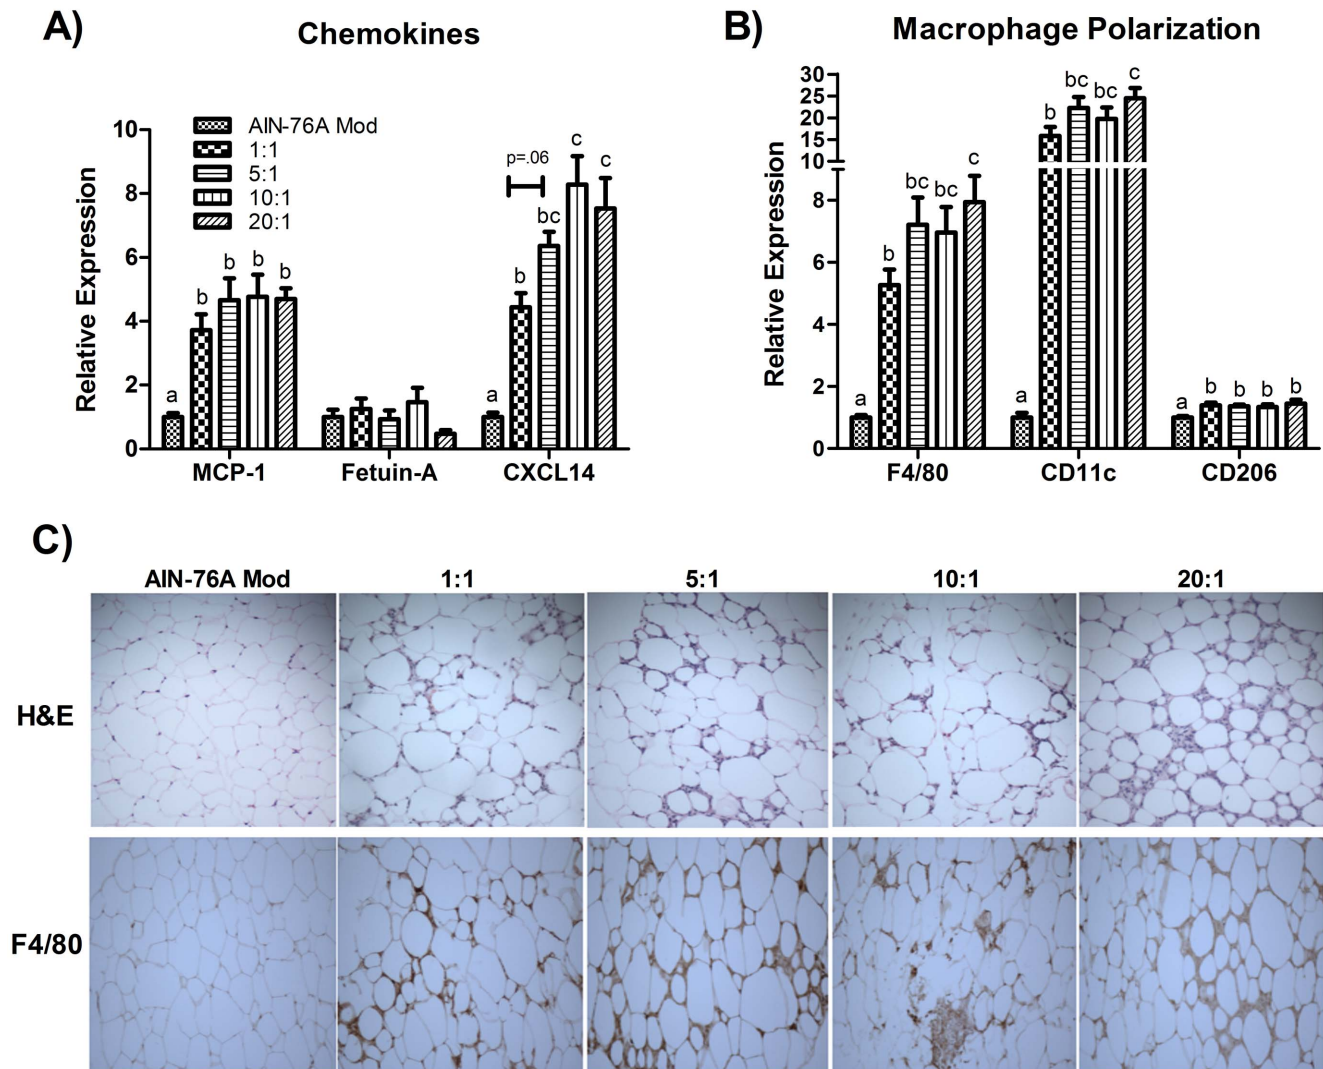 A)
Chemokines
Relative Expression
10
8
6
4
2
0
AIN-76A Mod
1:1
5:1
10:1
20:1
p=.06
a b b b b
a b bc c c
MCP-1 Fetuin-A CXCL14
B)
Macrophage Polarization
Relative Expression
30
25
20
15
10
8
6
4
2
0
a b bc bc c
a b bc bc c
a b b b b
F4/80 CD11c CD206
C)
AIN-76A Mod 1:1 5:1 10:1 20:1
H&E
F4/80